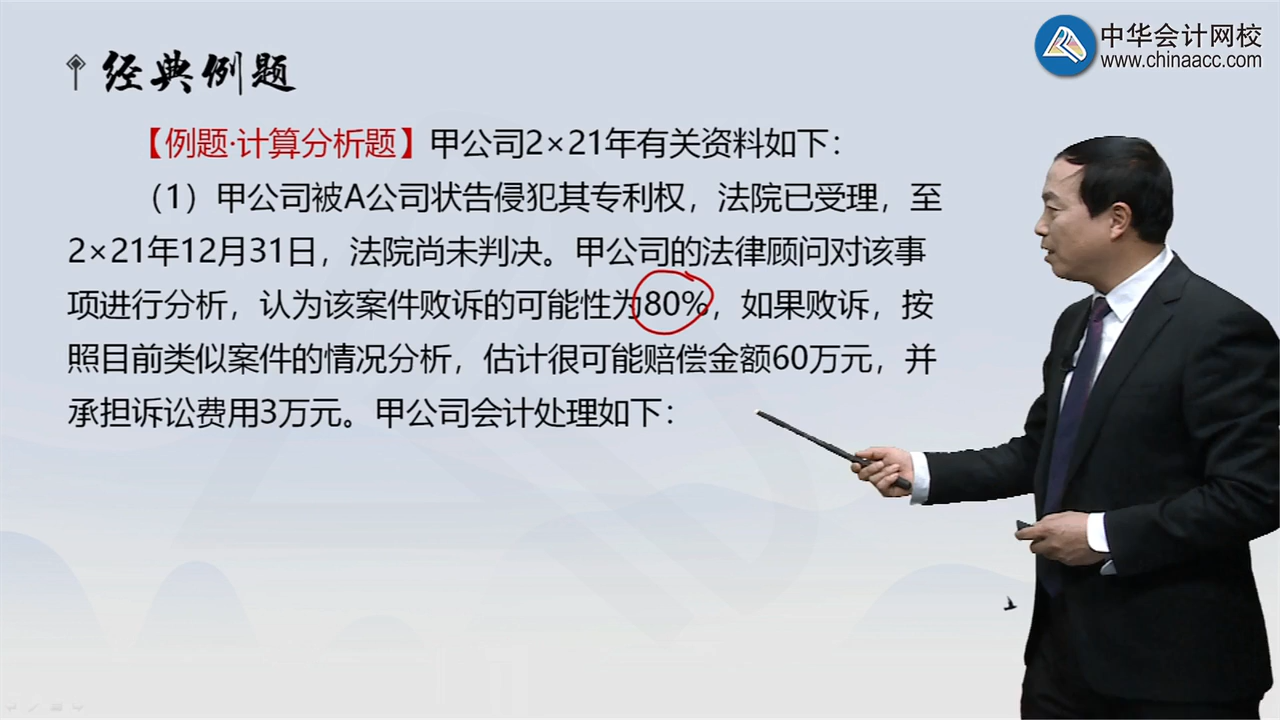 中华会计网校
www.chinaacc.com
经典例题
【例题·计算分析题】甲公司2×21年有关资料如下：
（1）甲公司被A公司状告侵犯其专利权，法院已受理，至
2×21年12月31日，法院尚未判决。甲公司的法律顾问对该事
项进行分析，认为该案件败诉的可能性为80%，如果败诉，按
照目前类似案件的情况分析，估计很可能赔偿金额60万元，并
承担诉讼费用3万元。甲公司会计处理如下：